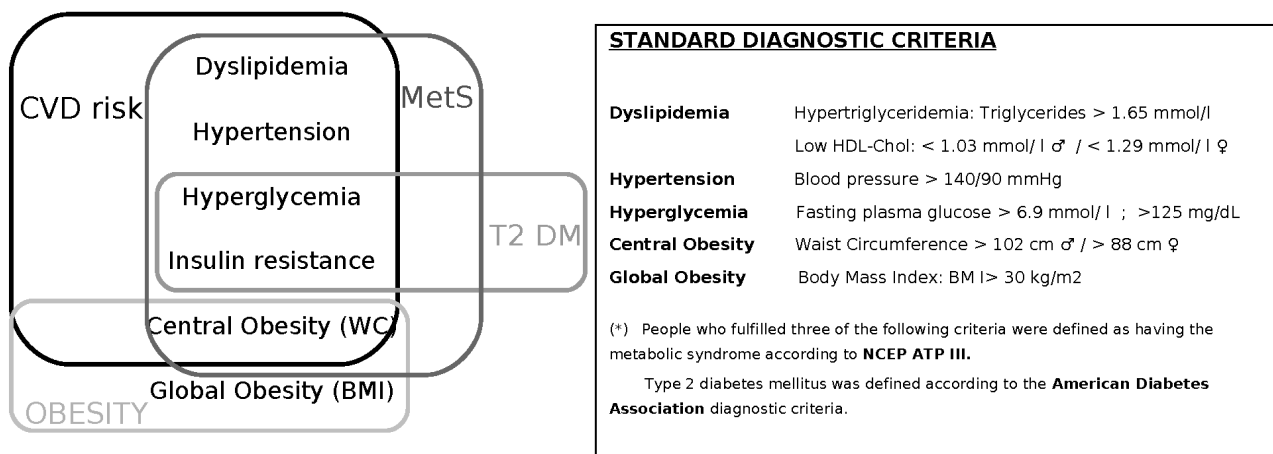 CVD risk
MetS
Dyslipidemia
Hypertension
Hyperglycemia
Insulin resistance
T2 DM
Central Obesity (WC)
Global Obesity (BMI)
OBESITY
STANDARD DIAGNOSTIC CRITERIA
Dyslipidemia Hypertriglyceridemia: Triglycerides > 1.65 mmol/l
Low HDL-Chol: < 1.03 mmol/ l ♂ / < 1.29 mmol/ l ♀
Hypertension Blood pressure > 140/90 mmHg
Hyperglycemia Fasting plasma glucose > 6.9 mmol/ l ; >125 mg/dL
Central Obesity Waist Circumference > 102 cm ♂ / > 88 cm ♀
Global Obesity Body Mass Index: BM I> 30 kg/m2
(*) People who fulfilled three of the following criteria were defined as having the
metabolic syndrome according to NCEP ATP III.
Type 2 diabetes mellitus was defined according to the American Diabetes
Association diagnostic criteria.